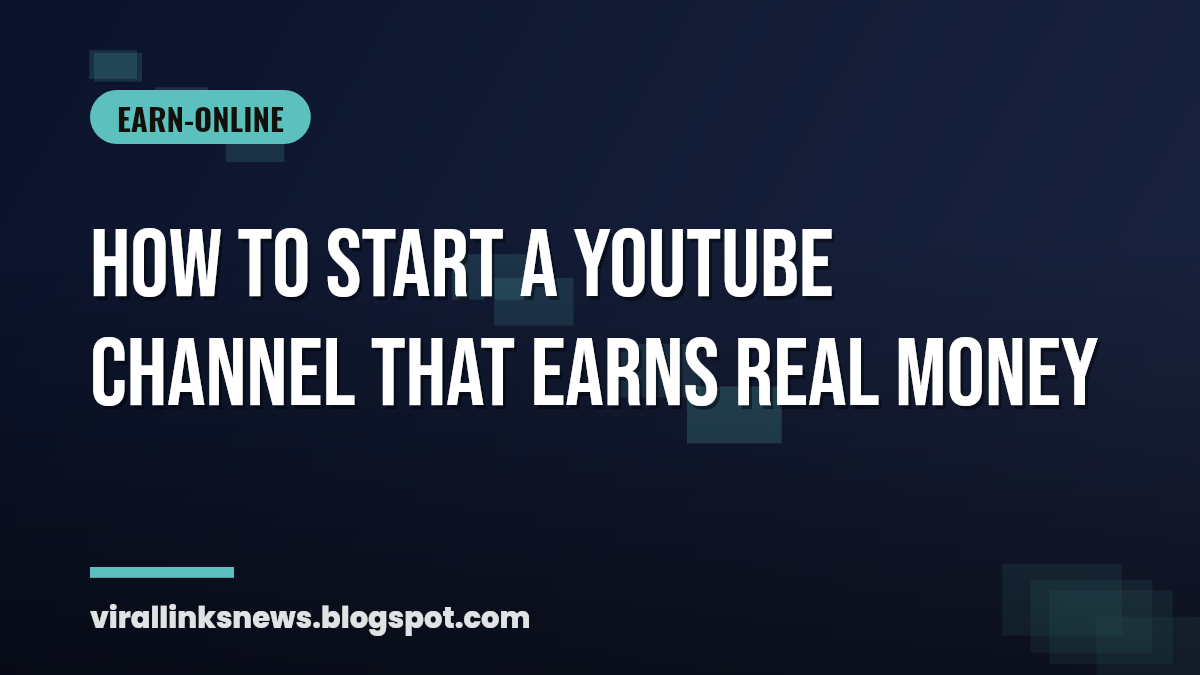 EARN-ONLINE
HOW TO START A YOUTUBE
CHANNEL THAT EARNS REAL MONEY
virallinksnews.blogspot.com